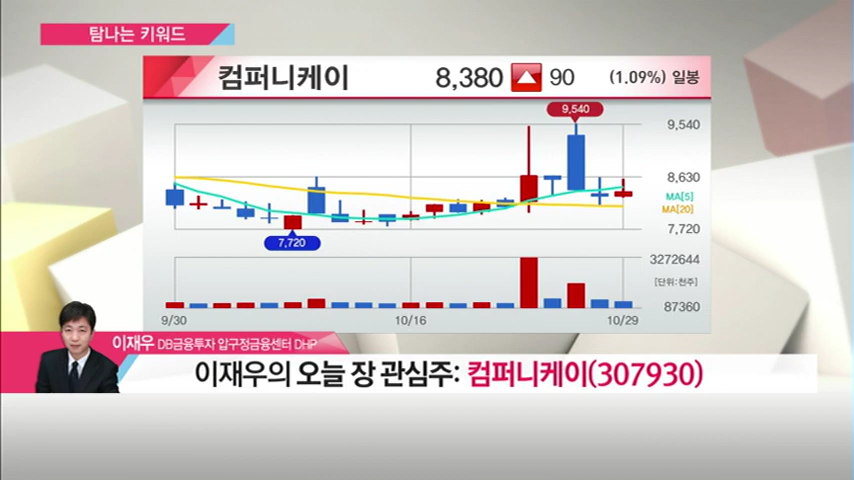 탐나는 키워드
컴퍼니케이 8,380 90 (1.09%) 일봉
9,540
9,540
8,630
MA[5]
MA[20]
7,720
7,720
3272644
[단위:천주]
87360
9/30 10/16 10/29
이재우 DB금융투자 압구정금융센터 DHP
이재우의 오늘 장 관심주: 컴퍼니케이(307930)